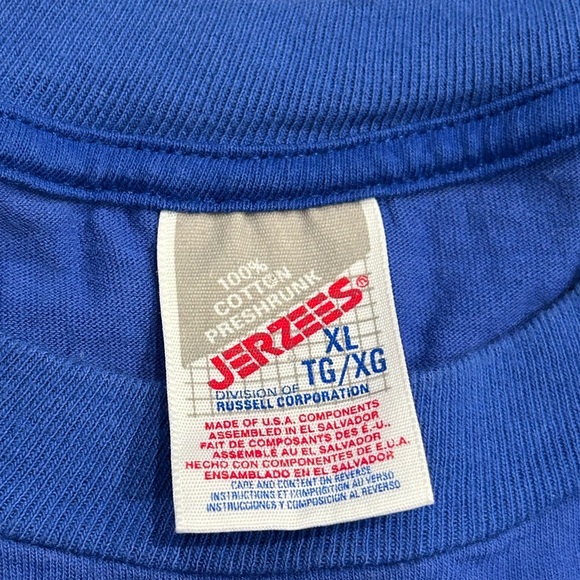 100%
COTTON
PRESHRUNK
JERZEES®
XL
TG/XG
DIVISION OF
RUSSELL CORPORATION
MADE OF U.S.A. COMPONENTS
ASSEMBLED IN EL SALVADOR
FAIT DE COMPOSANTS DES É.-U.,
ASSEMBLÉ AU EL SALVADOR
HECHO CON COMPONENTES DE E.U.A.
ENSAMBLADO EN EL SALVADOR
CARE AND CONTENT ON REVERSE
INSTRUCTIONS ET COMPOSITION AU VERSO
INSTRUCCIONES Y COMPOSICION AL REVERSO